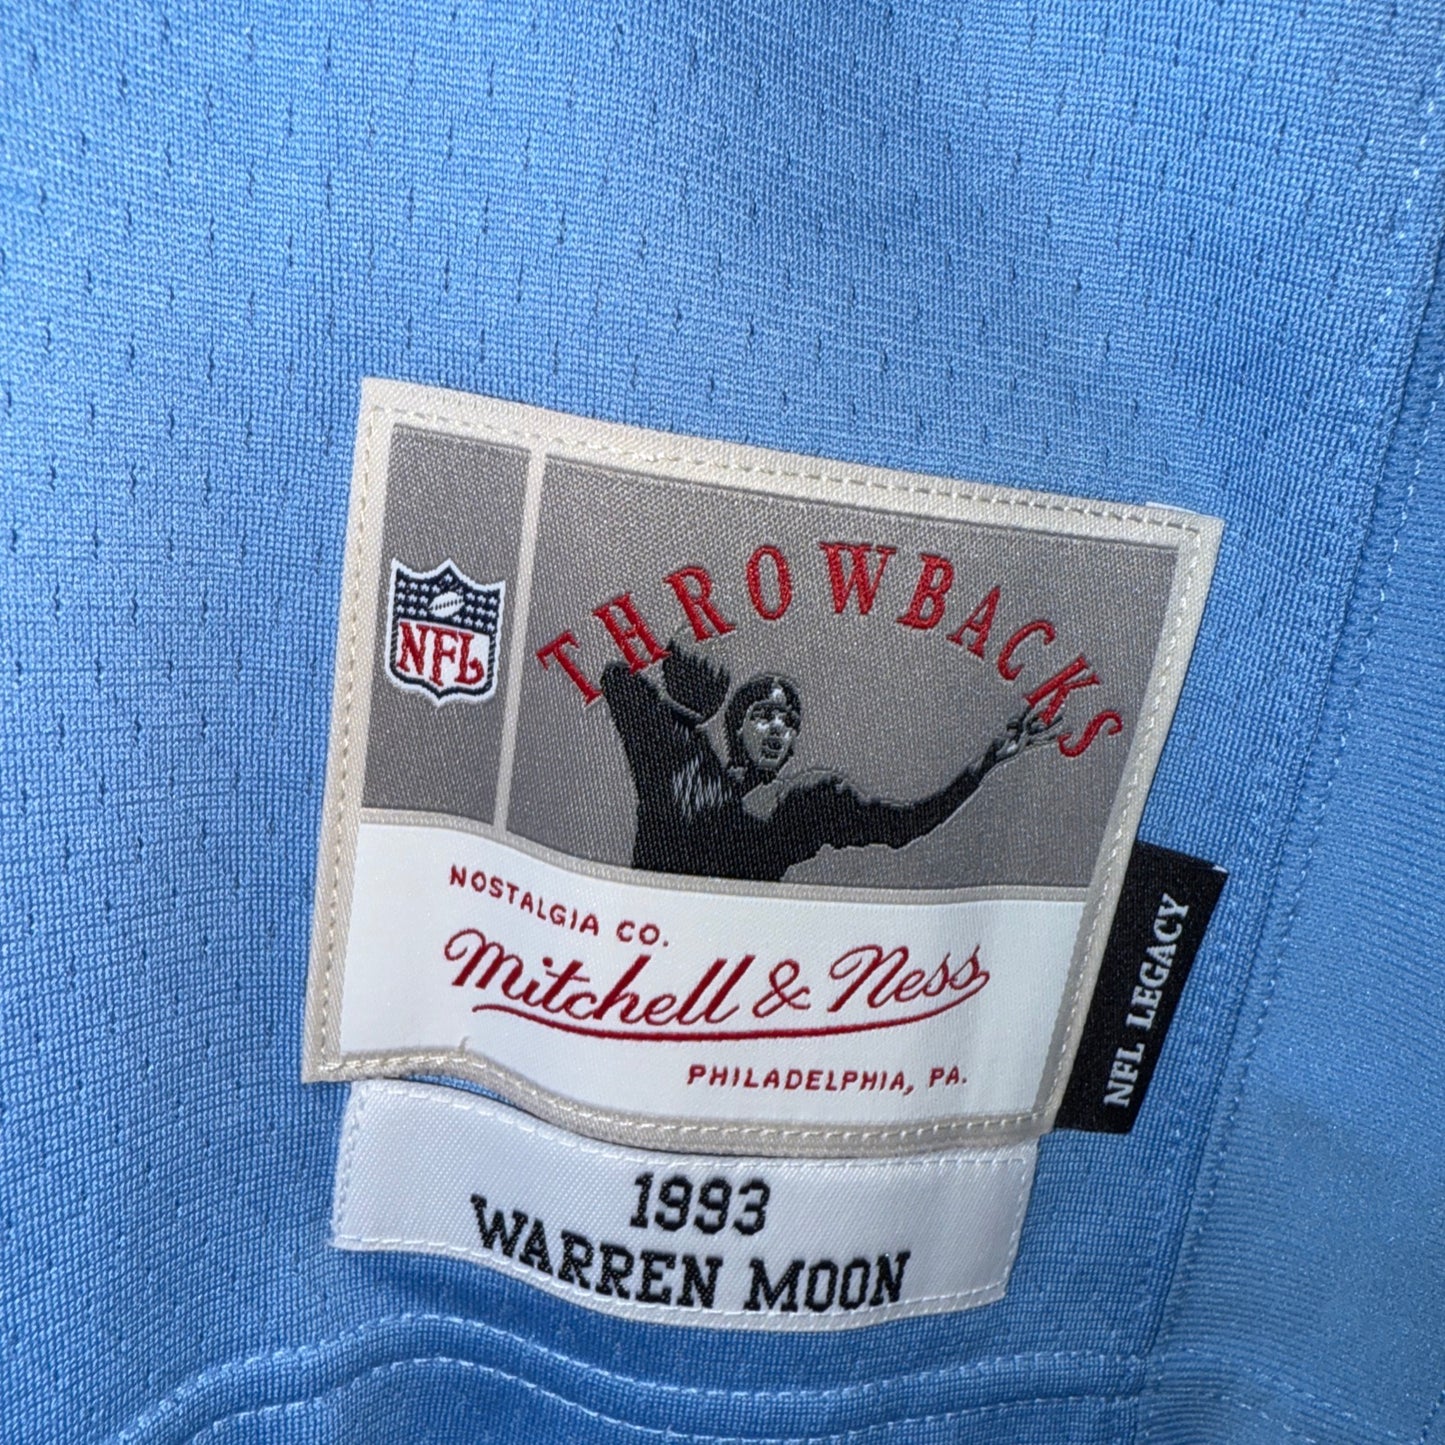 THROWBACKS
NFL
NOSTALGIA CO.
Mitchell & Ness
PHILADELPHIA, PA.
NFL LEGACY
1993
WARREN MOON